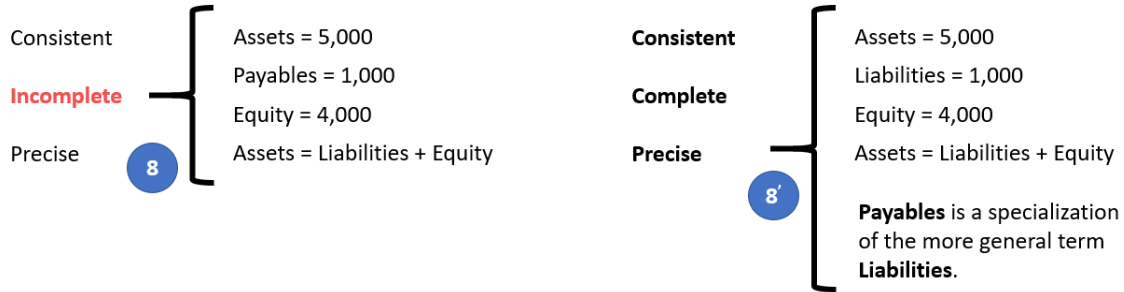 Consistent
Incomplete
Precise
8
Assets = 5,000
Payables = 1,000
Equity = 4,000
Assets = Liabilities + Equity
Consistent
Complete
Precise
8′
Assets = 5,000
Liabilities = 1,000
Equity = 4,000
Assets = Liabilities + Equity
Payables is a specialization
of the more general term
Liabilities.